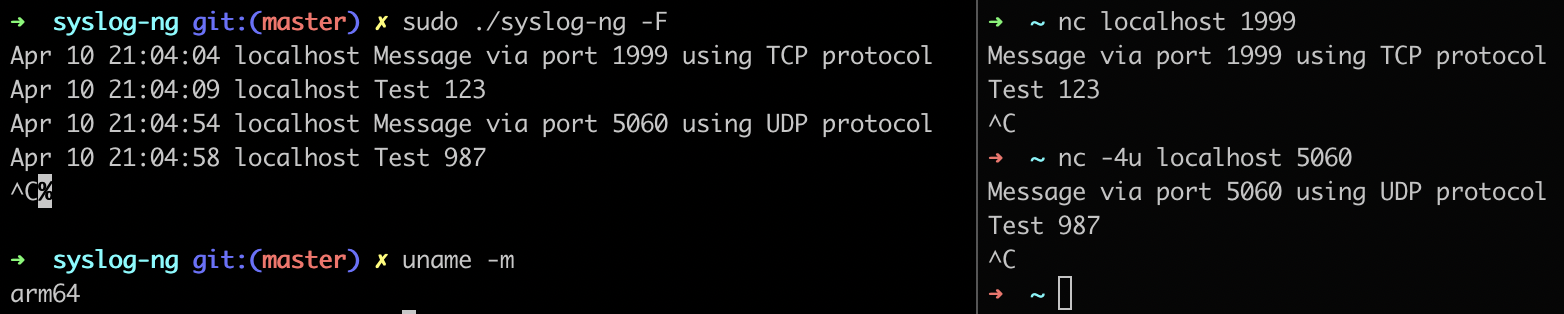 ➜  syslog-ng git:(master) ✗ sudo ./syslog-ng -F
Apr 10 21:04:04 localhost Message via port 1999 using TCP protocol
Apr 10 21:04:09 localhost Test 123
Apr 10 21:04:54 localhost Message via port 5060 using UDP protocol
Apr 10 21:04:58 localhost Test 987
^C%
➜  syslog-ng git:(master) ✗ uname -m
arm64
➜  ~ nc localhost 1999
Message via port 1999 using TCP protocol
Test 123
^C
➜  ~ nc -4u localhost 5060
Message via port 5060 using UDP protocol
Test 987
^C
➜  ~